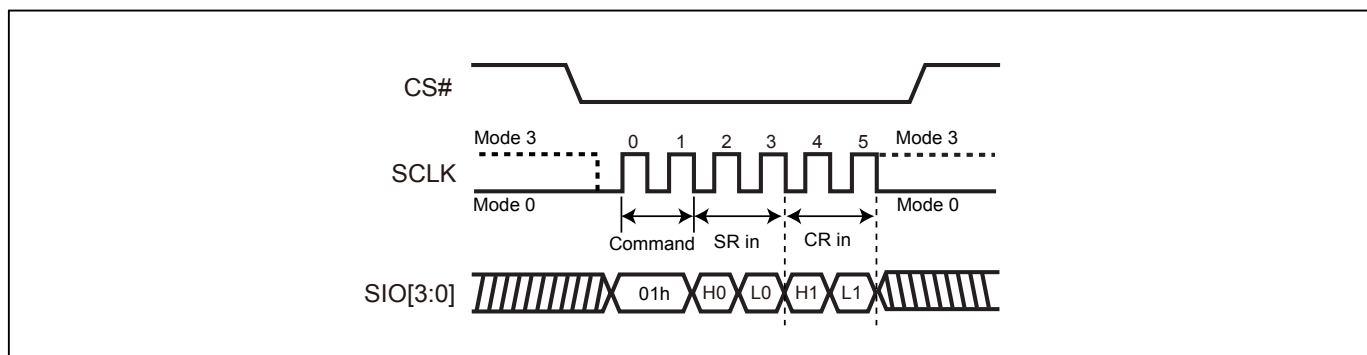 CS#
Mode 3 0 1 2 3 4 5 Mode 3
SCLK
Mode 0 Mode 0
Command SR in CR in
SIO[3:0] 01h H0 L0 H1 L1